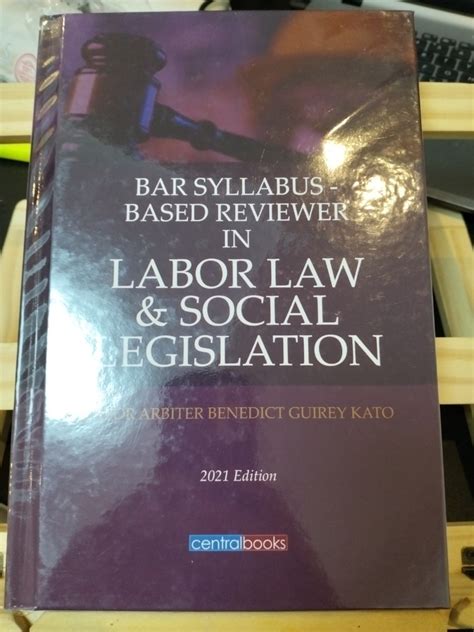 BAR SYLLABUS -
BASED REVIEWER
IN
LABOR LAW
& SOCIAL
LEGISLATION
ARBITER BENEDICT GUIREY KATO
2021 Edition
centralbooks